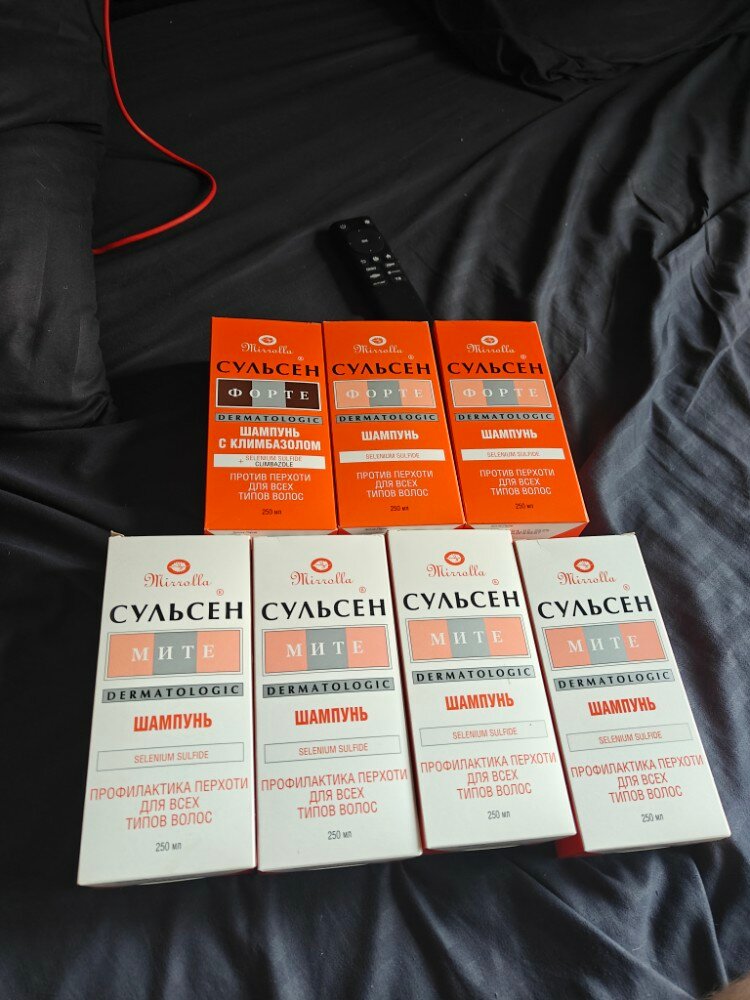 Mirrolla
СУЛЬСЕН®
ФОРТЕ
DERMATOLOGIC
ШАМПУНЬ
С КЛИМБАЗОЛОМ
+ SELENIUM SULFIDE
CLIMBAZOLE
ПРОТИВ ПЕРХОТИ
ДЛЯ ВСЕХ
ТИПОВ ВОЛОС
250 мл
Mirrolla
СУЛЬСЕН®
ФОРТЕ
DERMATOLOGIC
ШАМПУНЬ
SELENIUM SULFIDE
ПРОТИВ ПЕРХОТИ
ДЛЯ ВСЕХ
ТИПОВ ВОЛОС
250 мл
Mirrolla
СУЛЬСЕН®
ФОРТЕ
DERMATOLOGIC
ШАМПУНЬ
SELENIUM SULFIDE
ПРОТИВ ПЕРХОТИ
ДЛЯ ВСЕХ
ТИПОВ ВОЛОС
250 мл
Mirrolla
СУЛЬСЕН®
МИТЕ
DERMATOLOGIC
ШАМПУНЬ
SELENIUM SULFIDE
ПРОФИЛАКТИКА ПЕРХОТИ
ДЛЯ ВСЕХ
ТИПОВ ВОЛОС
250 мл
Mirrolla
СУЛЬСЕН®
МИТЕ
DERMATOLOGIC
ШАМПУНЬ
SELENIUM SULFIDE
ПРОФИЛАКТИКА ПЕРХОТИ
ДЛЯ ВСЕХ
ТИПОВ ВОЛОС
250 мл
Mirrolla
СУЛЬСЕН®
МИТЕ
DERMATOLOGIC
ШАМПУНЬ
SELENIUM SULFIDE
ПРОФИЛАКТИКА ПЕРХОТИ
ДЛЯ ВСЕХ
ТИПОВ ВОЛОС
250 мл
Mirrolla
СУЛЬСЕН®
МИТЕ
DERMATOLOGIC
ШАМПУНЬ
SELENIUM SULFIDE
ПРОФИЛАКТИКА ПЕРХОТИ
ДЛЯ ВСЕХ
ТИПОВ ВОЛОС
250 мл